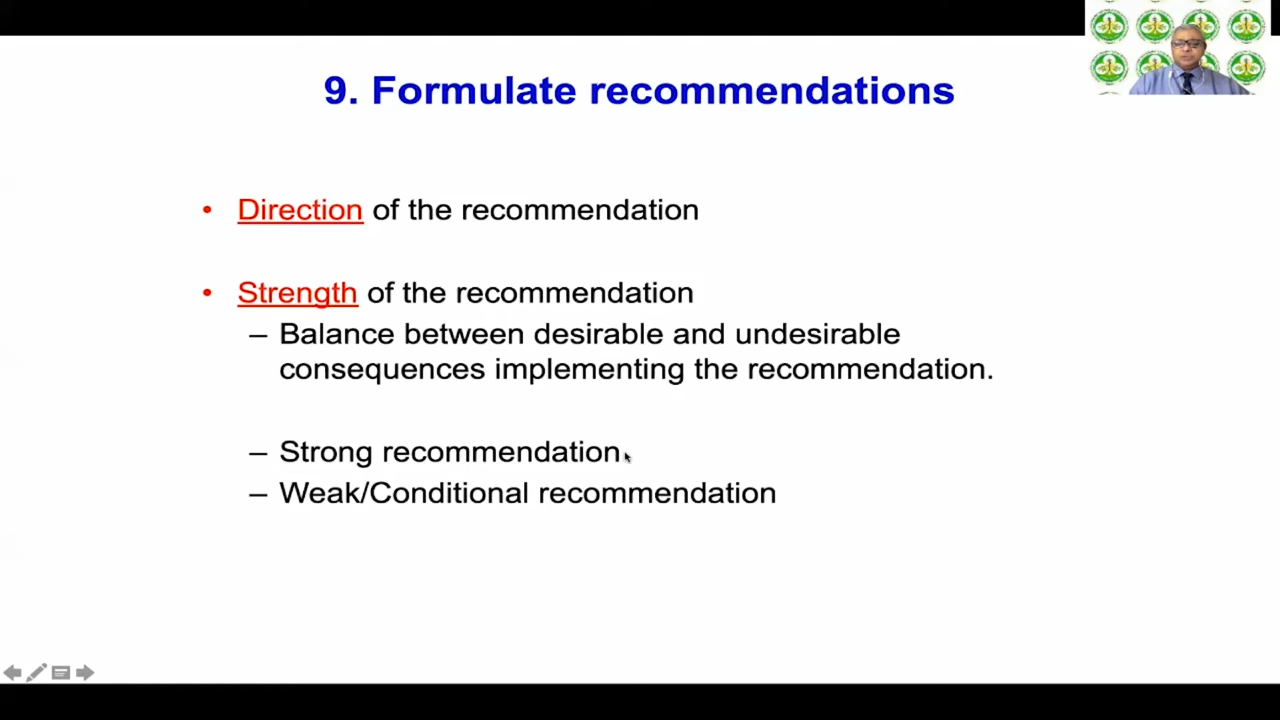 9. Formulate recommendations
• Direction of the recommendation
• Strength of the recommendation
– Balance between desirable and undesirable
consequences implementing the recommendation.
– Strong recommendation
– Weak/Conditional recommendation